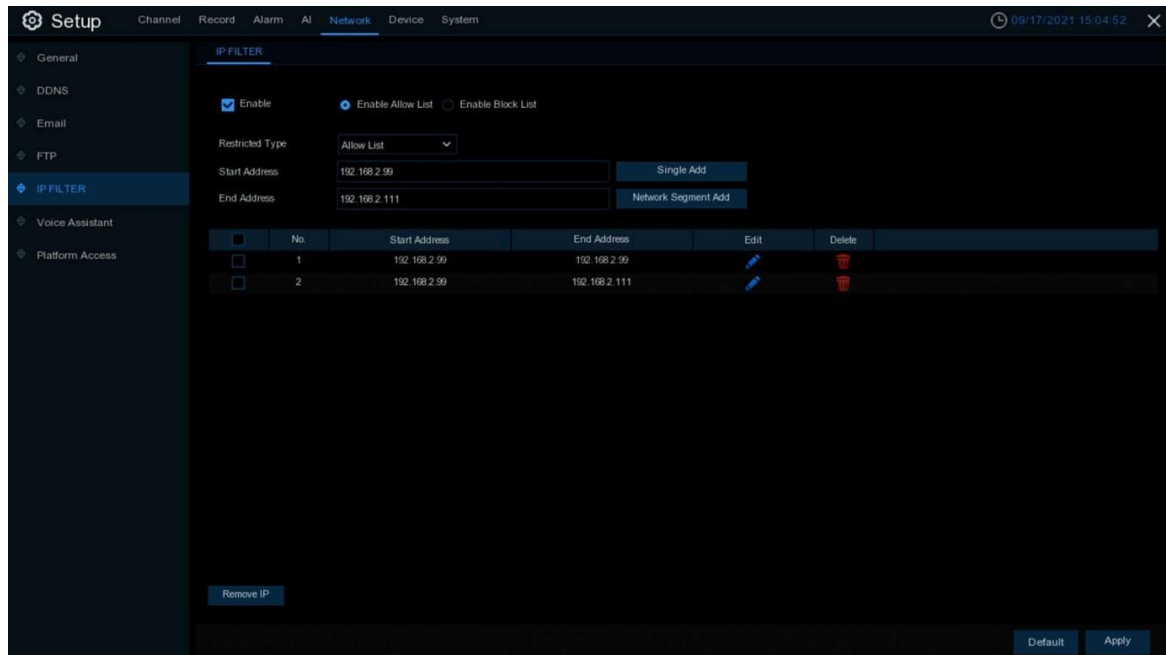 Setup Channel Record Alarm AI Network Device System 09/17/2021 15:04:52
General
DDNS
Email
FTP
IP FILTER
Voice Assistant
Platform Access
IP FILTER
Enable Enable Allow List Enable Block List
Restricted Type Allow List
Start Address 192.168.2.99 Single Add
End Address 192.168.2.111 Network Segment Add
No. Start Address End Address Edit Delete
1 192.168.2.99 192.168.2.99
2 192.168.2.99 192.168.2.111
Remove IP
Default Apply